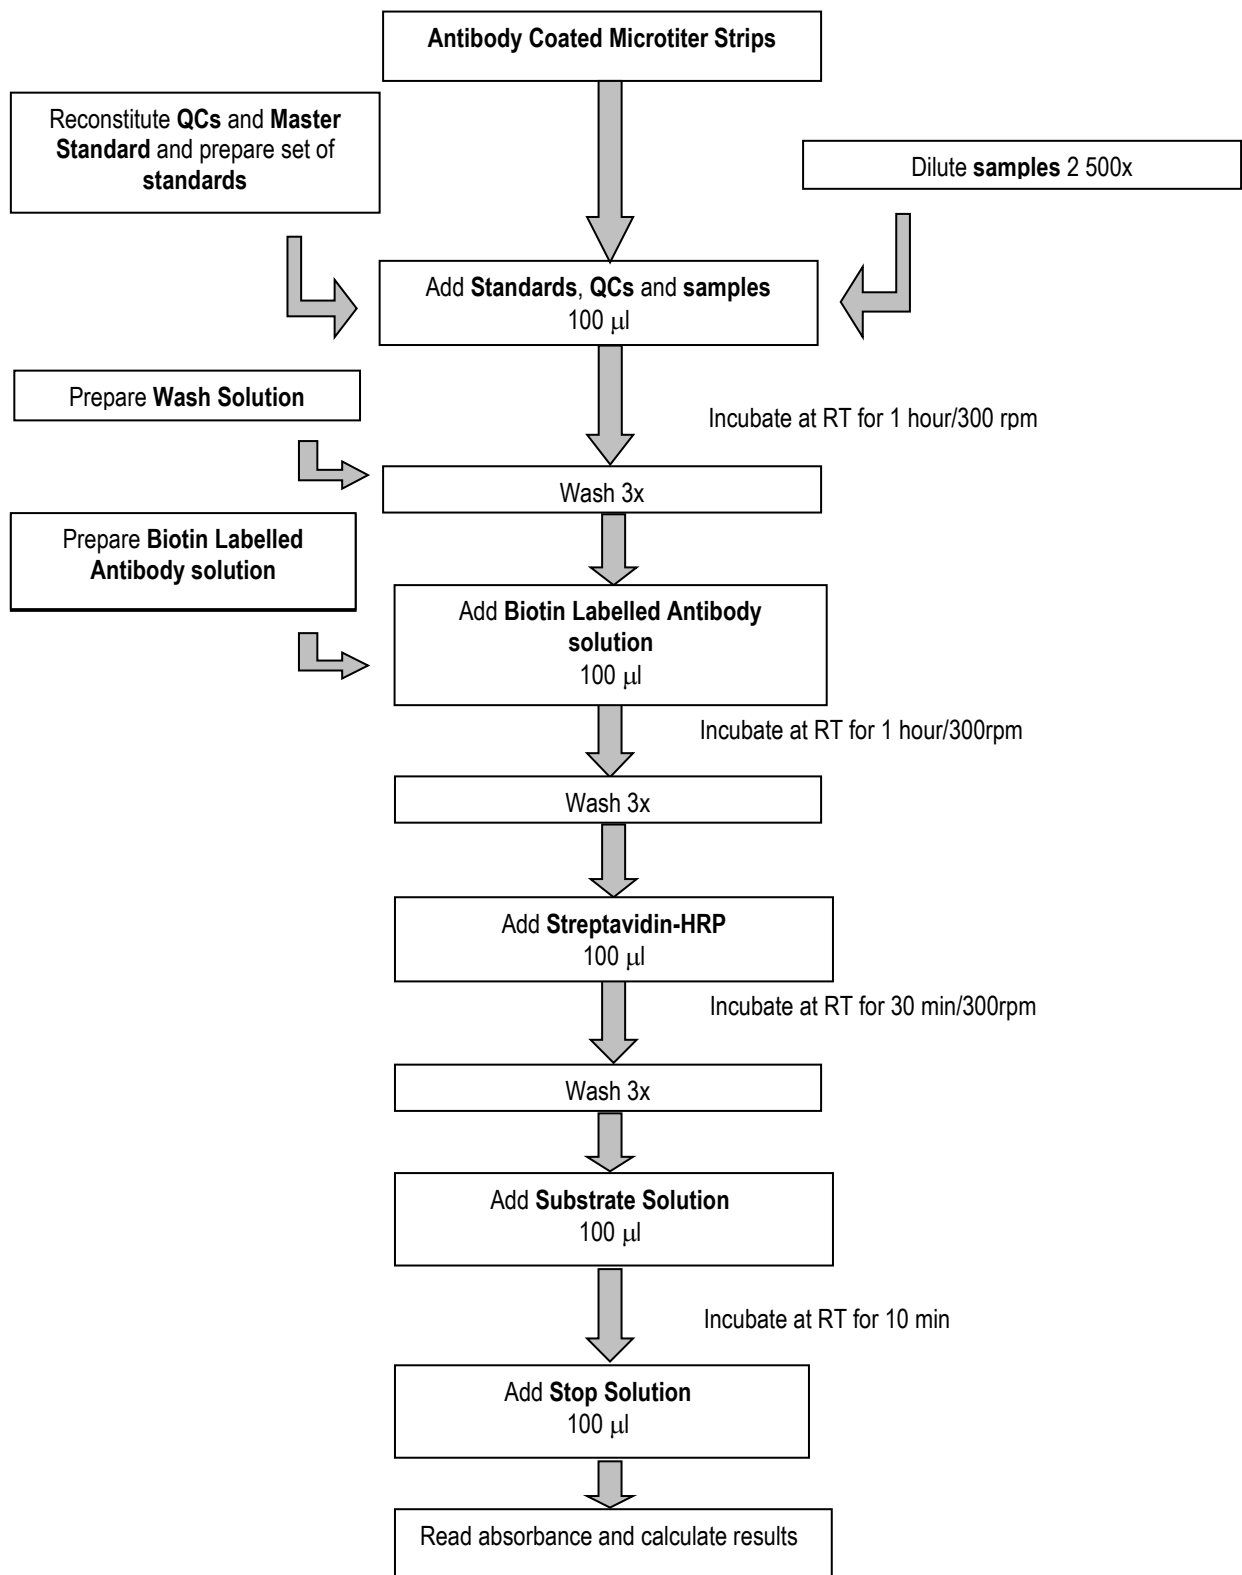 Antibody Coated Microtiter Strips
Reconstitute QCs and Master
Standard and prepare set of
standards
Dilute samples 2 500x
Add Standards, QCs and samples
100 μl
Prepare Wash Solution
Incubate at RT for 1 hour/300 rpm
Wash 3x
Prepare Biotin Labelled
Antibody solution
Add Biotin Labelled Antibody
solution
100 μl
Incubate at RT for 1 hour/300rpm
Wash 3x
Add Streptavidin-HRP
100 μl
Incubate at RT for 30 min/300rpm
Wash 3x
Add Substrate Solution
100 μl
Incubate at RT for 10 min
Add Stop Solution
100 μl
Read absorbance and calculate results